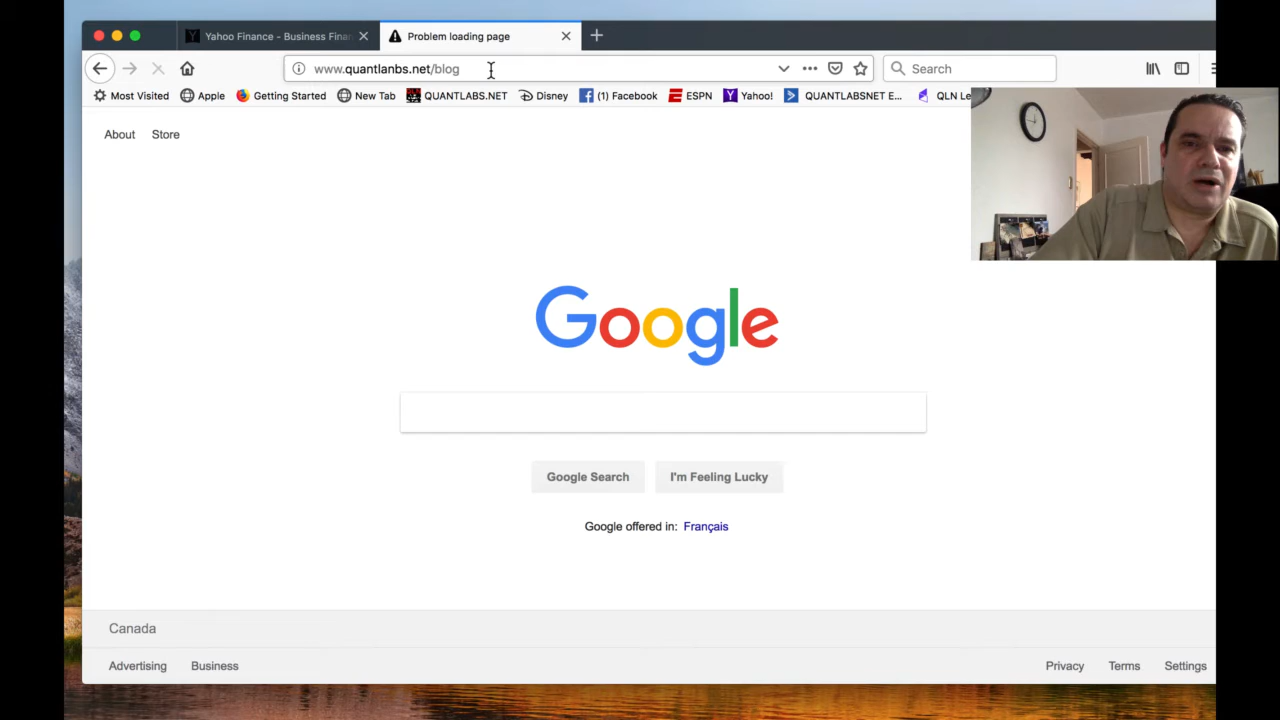 Yahoo Finance - Business Finan
Problem loading page
www.quantlanbs.net/blog
Search
Most Visited
Apple
Getting Started
New Tab
QUANTLABS.NET
Disney
(1) Facebook
ESPN
Yahoo!
QUANTLABSNET E...
QLN Le
About
Store
Google
Google Search
I'm Feeling Lucky
Google offered in: Français
Canada
Advertising
Business
Privacy
Terms
Settings